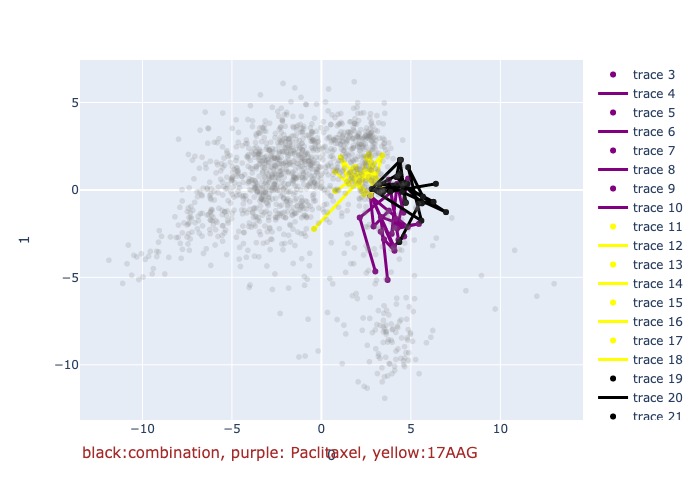 5
0
−5
−10
−10
−5
0
5
10
1
0
trace 3
trace 4
trace 5
trace 6
trace 7
trace 8
trace 9
trace 10
trace 11
trace 12
trace 13
trace 14
trace 15
trace 16
trace 17
trace 18
trace 19
trace 20
trace 21
black:combination, purple: Paclitaxel, yellow:17AAG